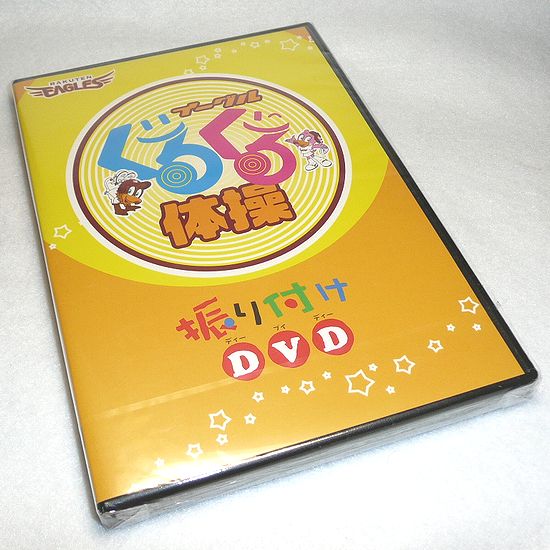 RAKUTEN
EAGLES
イーグル
ぐるぐる
体操
振り付け
ディー ブイ ディー
DVD